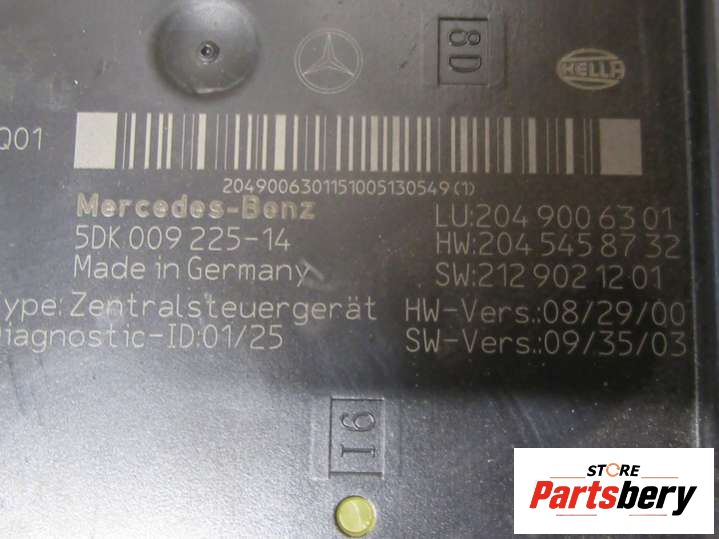 8D
HELLA
Q01
2049006301151005130549(1)
Mercedes-Benz
5DK 009 225-14
Made in Germany
LU:204 900 63 01
HW:204 545 87 32
SW:212 902 12 01
Type: Zentralsteuergerät
Diagnostic-ID:01/25
HW-Vers.:08/29/00
SW-Vers.:09/35/03
I6
STORE
Partsbery